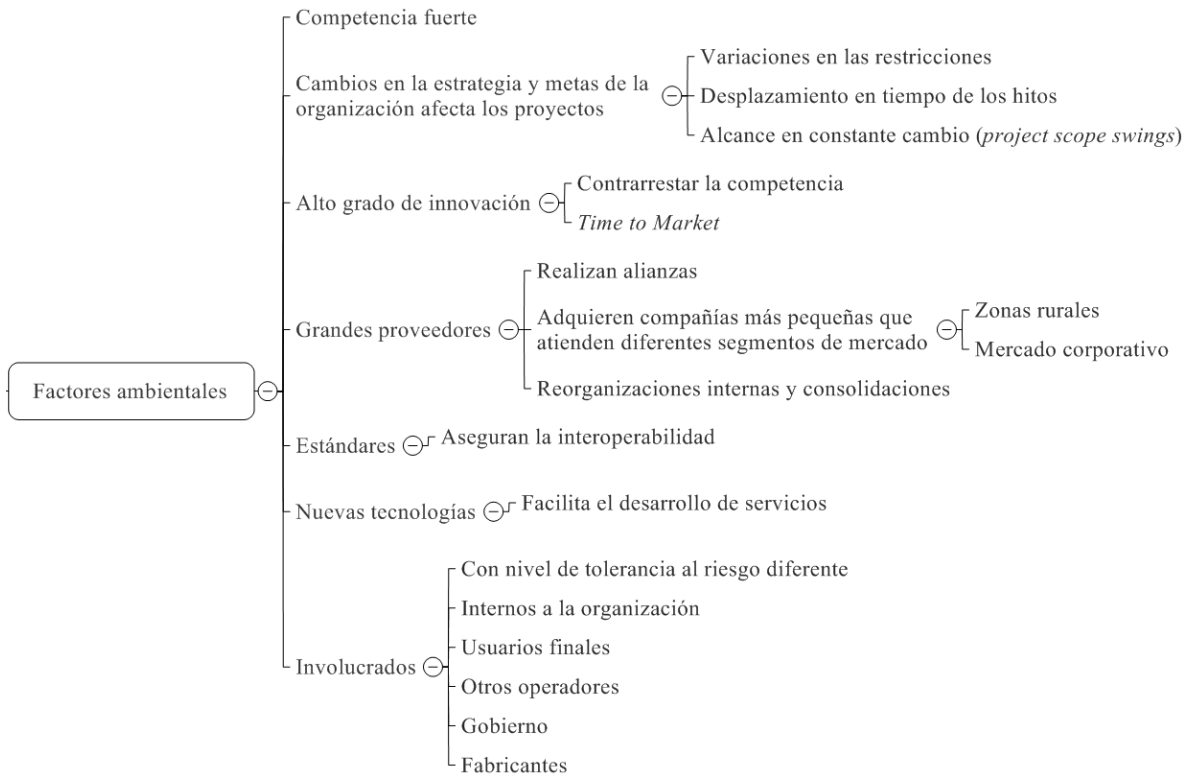 Competencia fuerte
Cambios en la estrategia y metas de la
organización afecta los proyectos
Variaciones en las restricciones
Desplazamiento en tiempo de los hitos
Alcance en constante cambio (project scope swings)
Alto grado de innovación
Contrarrestar la competencia
Time to Market
Grandes proveedores
Realizan alianzas
Adquieren compañías más pequeñas que
atienden diferentes segmentos de mercado
Zonas rurales
Mercado corporativo
Reorganizaciones internas y consolidaciones
Factores ambientales
Estándares
Aseguran la interoperabilidad
Nuevas tecnologías
Facilita el desarrollo de servicios
Involucrados
Con nivel de tolerancia al riesgo diferente
Internos a la organización
Usuarios finales
Otros operadores
Gobierno
Fabricantes